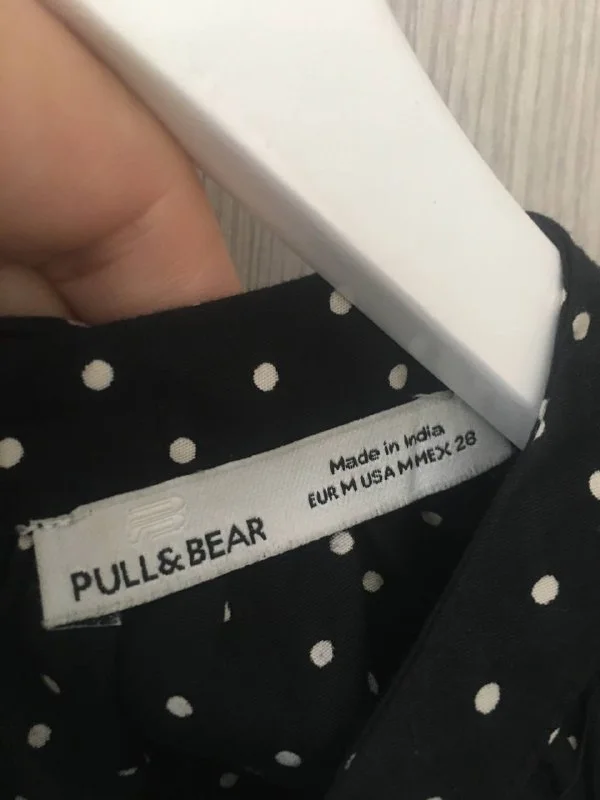 PULL&BEAR
Made in India
EUR M USA M MEX 28